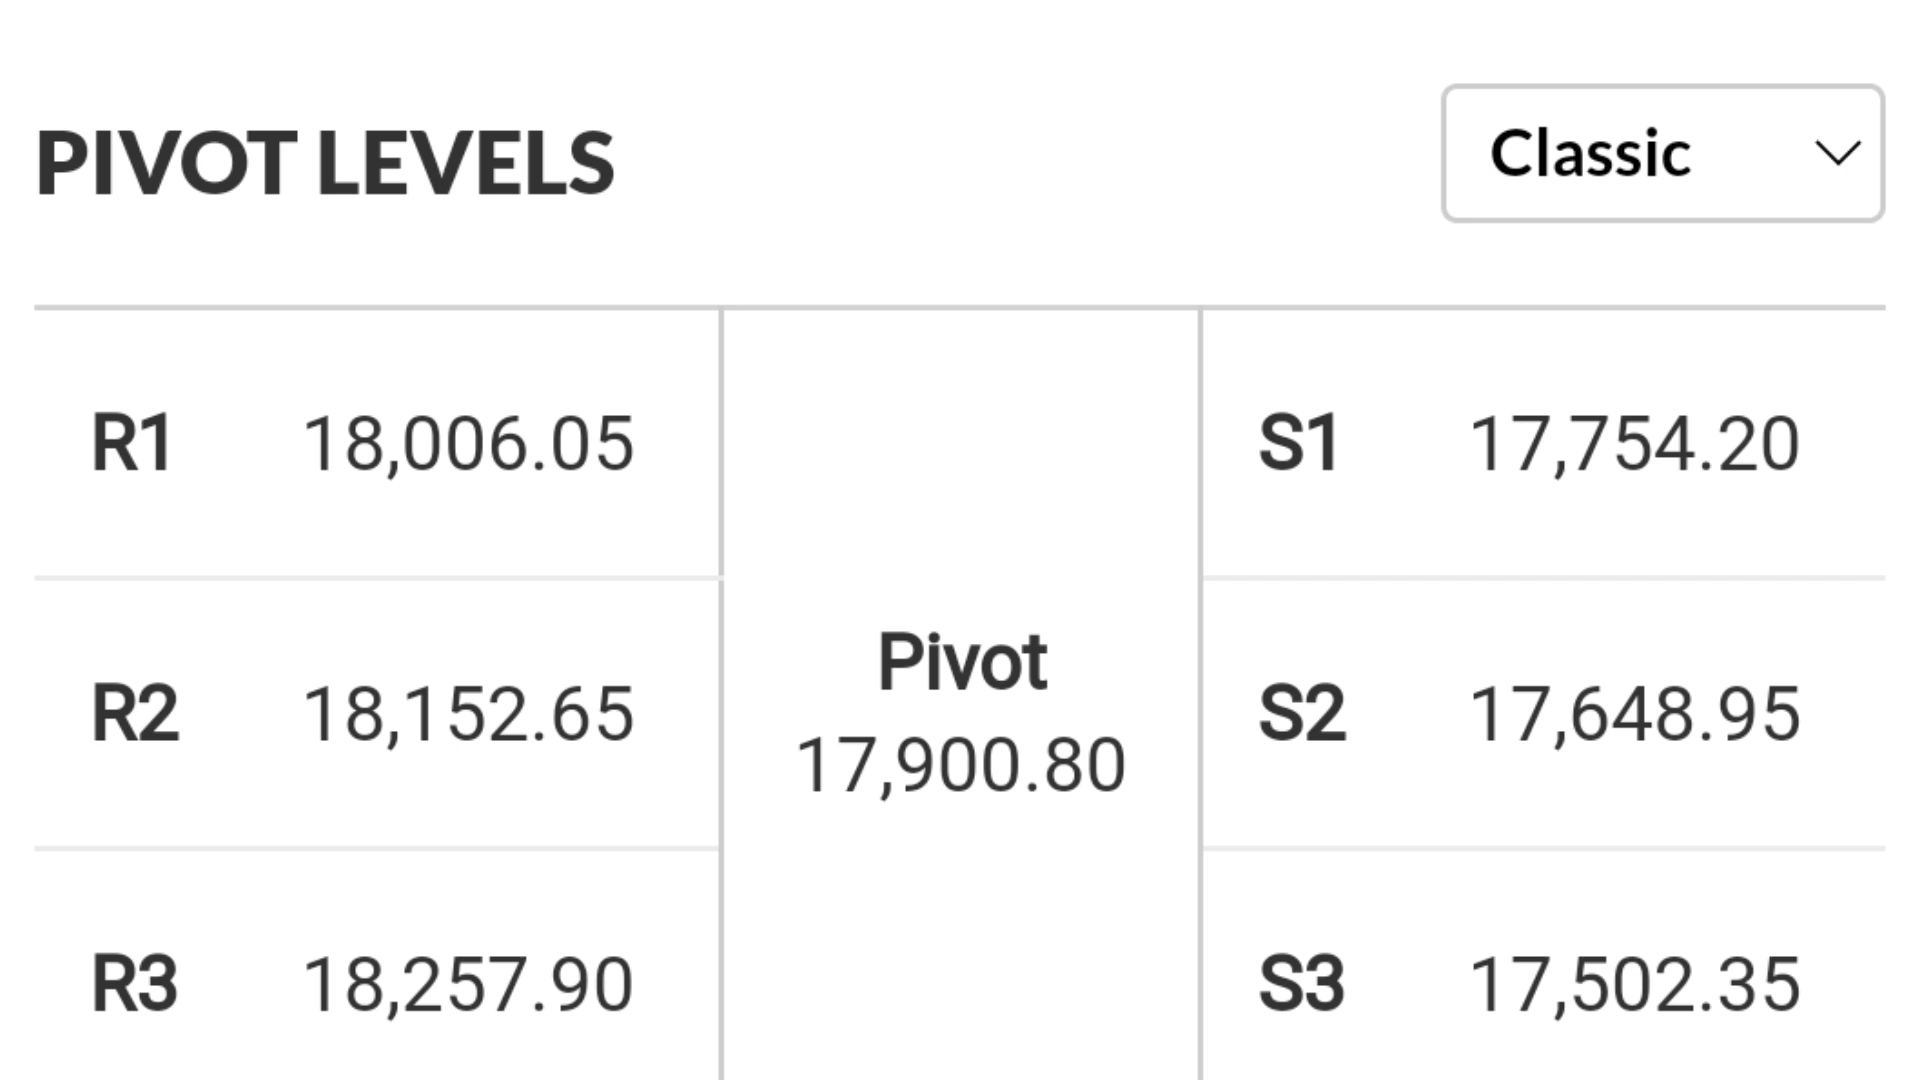 PIVOT LEVELS
Classic
R1 18,006.05
R2 18,152.65
R3 18,257.90
Pivot
17,900.80
S1 17,754.20
S2 17,648.95
S3 17,502.35